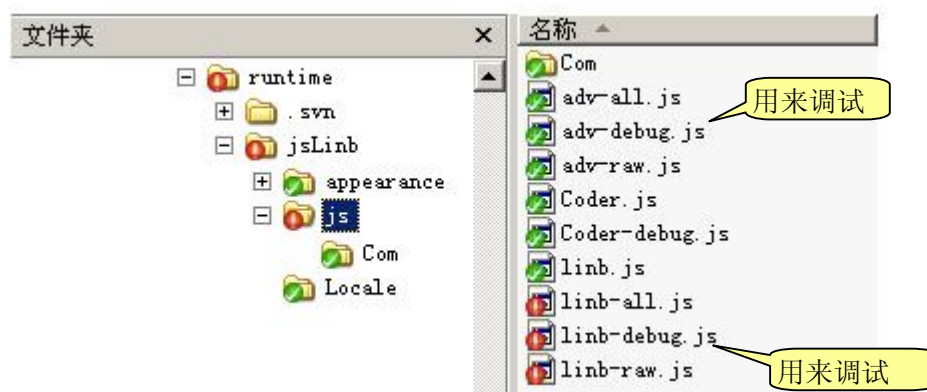 文件夹
runtime
.svn
jsLinb
appearance
js
Com
Locale
名称
Com
adv-all.js
用来调试
adv-debug.js
adv-raw.js
Coder.js
Coder-debug.js
linb.js
linb-all.js
linb-debug.js
用来调试
linb-raw.js